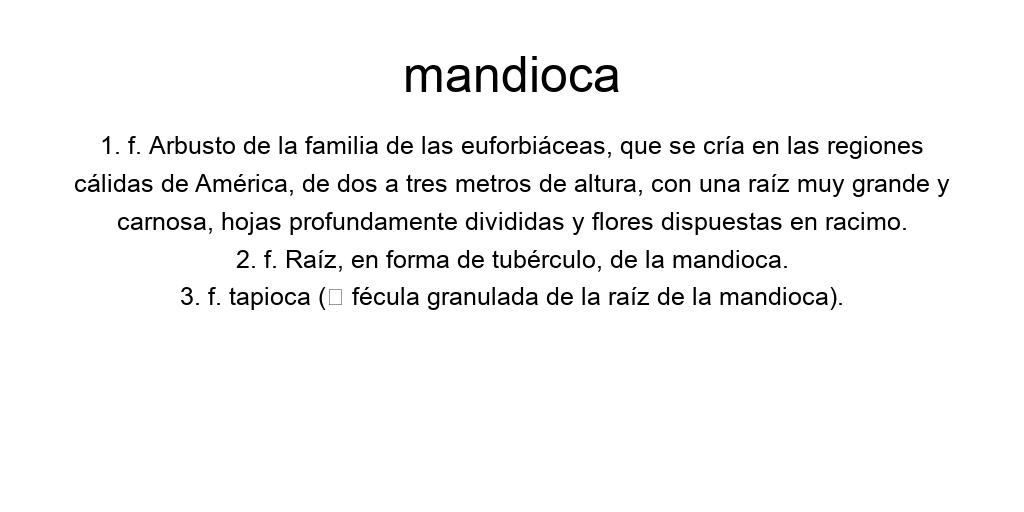 mandioca
1. f. Arbusto de la familia de las euforbiáceas, que se cría en las regiones
cálidas de América, de dos a tres metros de altura, con una raíz muy grande y
carnosa, hojas profundamente divididas y flores dispuestas en racimo.
2. f. Raíz, en forma de tubérculo, de la mandioca.
3. f. tapioca (□ fécula granulada de la raíz de la mandioca).